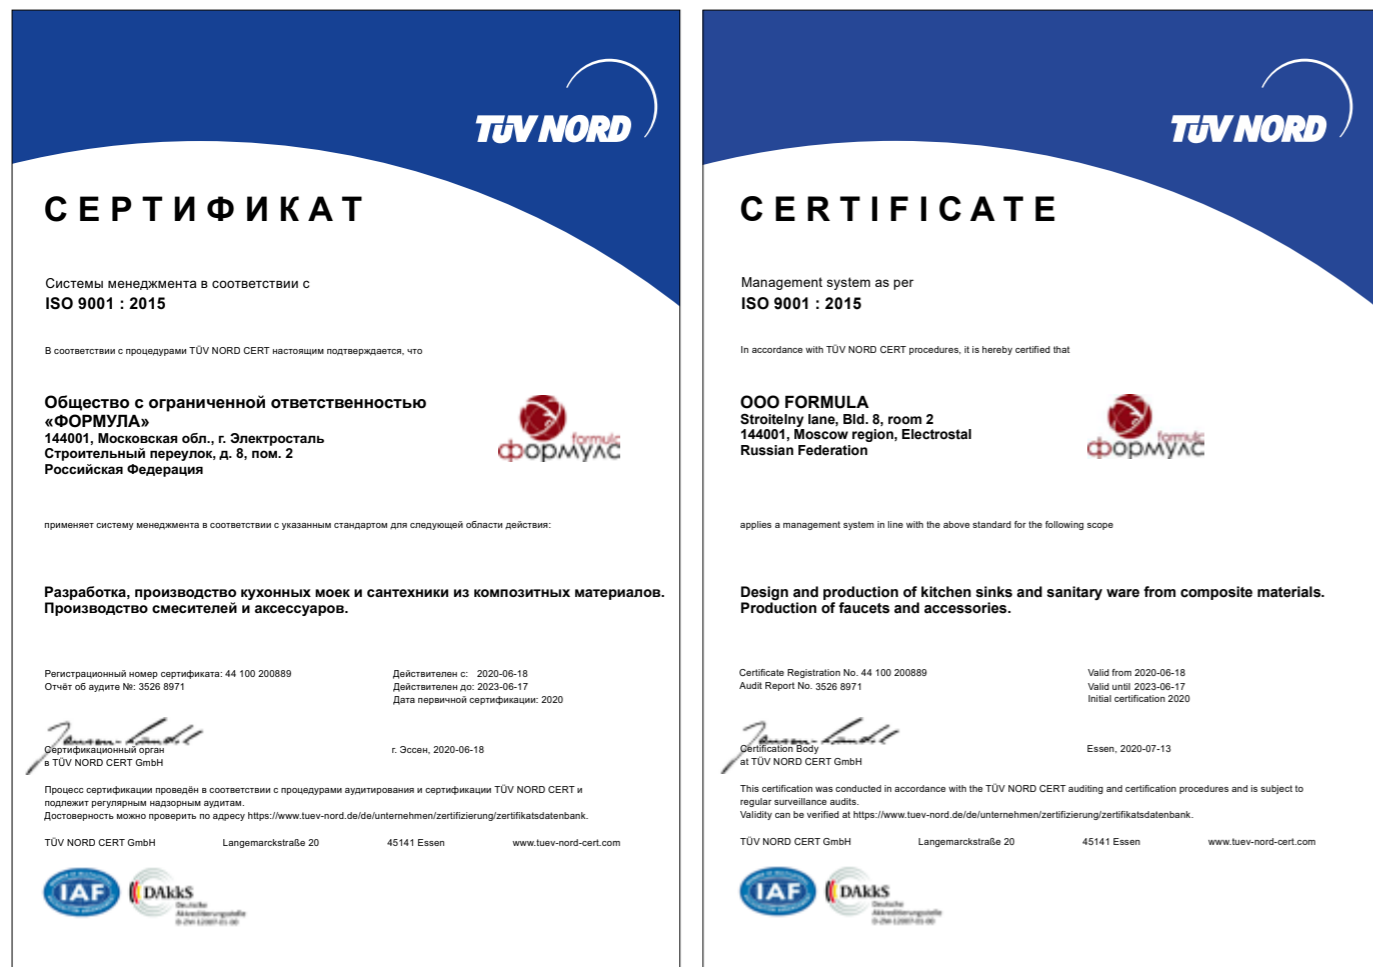 TÜV NORD
СЕРТИФИКАТ
Системы менеджмента в соответствии с
ISO 9001 : 2015
В соответствии с процедурами TÜV NORD CERT настоящим подтверждается, что
Общество с ограниченной ответственностью
«ФОРМУЛА»
144001, Московская обл., г. Электросталь
Строительный переулок, д. 8, пом. 2
Российская Федерация
formula
формула
применяет систему менеджмента в соответствии с указанным стандартом для следующей области действия:
Разработка, производство кухонных моек и сантехники из композитных материалов.
Производство смесителей и аксессуаров.
Регистрационный номер сертификата: 44 100 200889
Отчёт об аудите №: 3526 8971
Действителен с: 2020-06-18
Действителен до: 2023-06-17
Дата первичной сертификации: 2020
Сертификационный орган
в TÜV NORD CERT GmbH
г. Эссен, 2020-06-18
Процесс сертификации проведён в соответствии с процедурами аудитирования и сертификации TÜV NORD CERT и
подлежит регулярным надзорным аудитам.
Достоверность можно проверить по адресу https://www.tuev-nord.de/de/unternehmen/zertifizierung/zertifikatsdatenbank.
TÜV NORD CERT GmbH Langemarckstraße 20 45141 Essen www.tuev-nord-cert.com
IAF
DAkkS
Deutsche
Akkreditierungsstelle
D-ZM-12007-01-00
TÜV NORD
CERTIFICATE
Management system as per
ISO 9001 : 2015
In accordance with TÜV NORD CERT procedures, it is hereby certified that
OOO FORMULA
Stroitelny lane, Bld. 8, room 2
144001, Moscow region, Electrostal
Russian Federation
formula
формула
applies a management system in line with the above standard for the following scope
Design and production of kitchen sinks and sanitary ware from composite materials.
Production of faucets and accessories.
Certificate Registration No. 44 100 200889
Audit Report No. 3526 8971
Valid from 2020-06-18
Valid until 2023-06-17
Initial certification 2020
Certification Body
at TÜV NORD CERT GmbH
Essen, 2020-07-13
This certification was conducted in accordance with the TÜV NORD CERT auditing and certification procedures and is subject to
regular surveillance audits.
Validity can be verified at https://www.tuev-nord.de/de/unternehmen/zertifizierung/zertifikatsdatenbank.
TÜV NORD CERT GmbH Langemarckstraße 20 45141 Essen www.tuev-nord-cert.com
IAF
DAkkS
Deutsche
Akkreditierungsstelle
D-ZM-12007-01-00